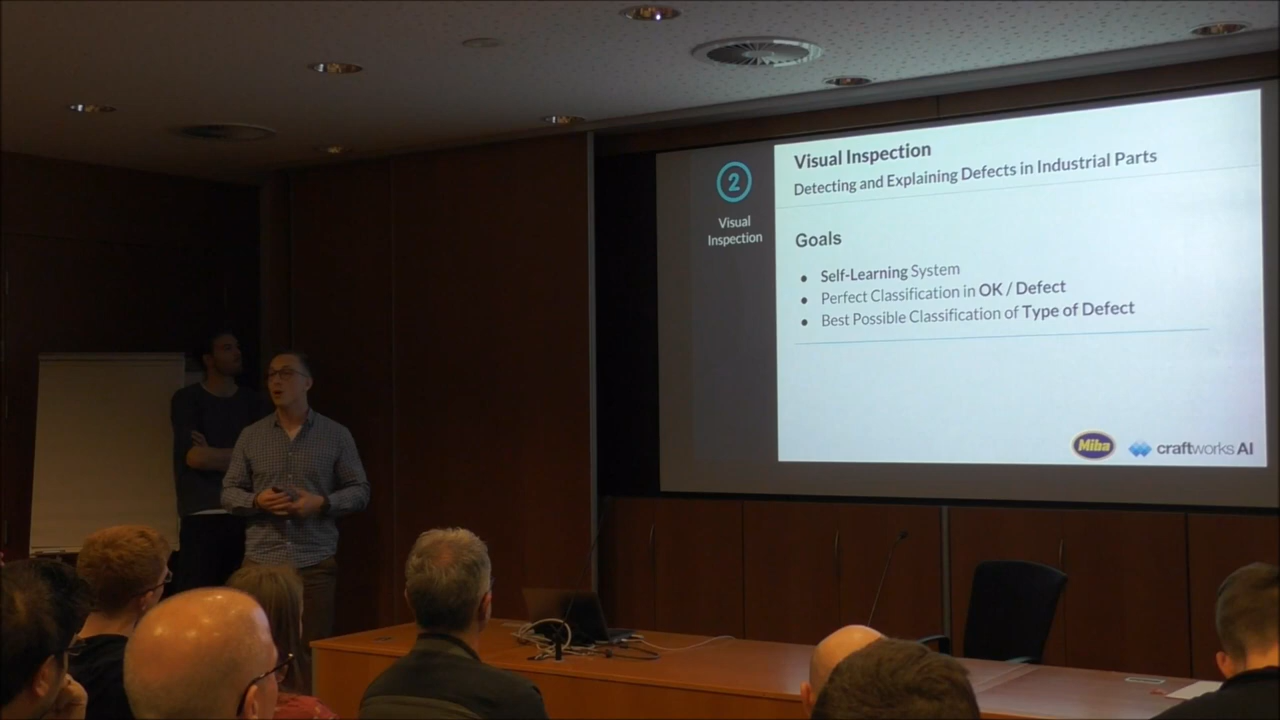 2
Visual
Inspection
Visual Inspection
Detecting and Explaining Defects in Industrial Parts
Goals
● Self-Learning System
● Perfect Classification in OK / Defect
● Best Possible Classification of Type of Defect
Miba
craftworks AI